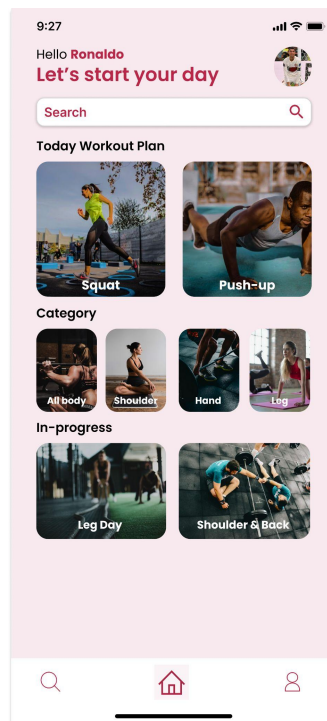 9:27
Hello Ronaldo
Let's start your day
Search
Today Workout Plan
Squat
Push-up
Category
All body
Shoulder
Hand
Leg
In-progress
Leg Day
Shoulder & Back